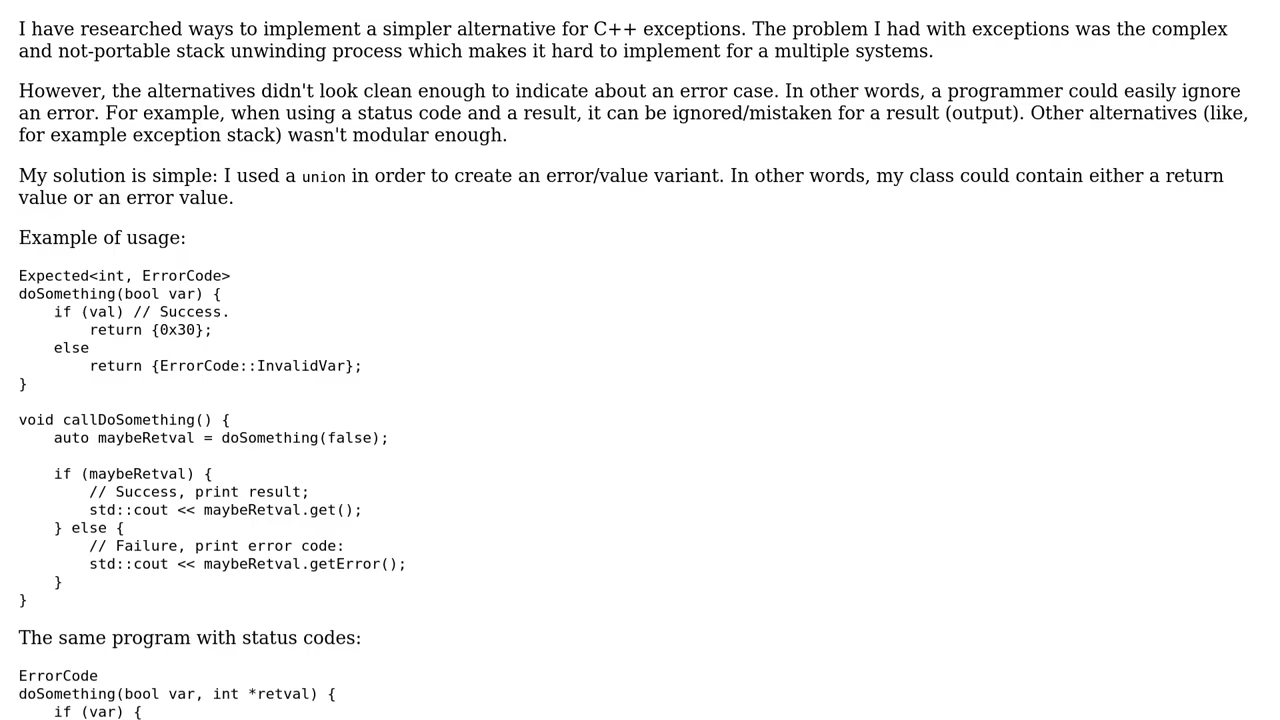 I have researched ways to implement a simpler alternative for C++ exceptions. The problem I had with exceptions was the complex
and not-portable stack unwinding process which makes it hard to implement for a multiple systems.
However, the alternatives didn't look clean enough to indicate about an error case. In other words, a programmer could easily ignore
an error. For example, when using a status code and a result, it can be ignored/mistaken for a result (output). Other alternatives (like,
for example exception stack) wasn't modular enough.
My solution is simple: I used a union in order to create an error/value variant. In other words, my class could contain either a return
value or an error value.
Example of usage:
Expected<int, ErrorCode>
doSomething(bool var) {
    if (val) // Success.
        return {0x30};
    else
        return {ErrorCode::InvalidVar};
}
void callDoSomething() {
    auto maybeRetval = doSomething(false);
    if (maybeRetval) {
        // Success, print result;
        std::cout << maybeRetval.get();
    } else {
        // Failure, print error code:
        std::cout << maybeRetval.getError();
    }
}
The same program with status codes:
ErrorCode
doSomething(bool var, int *retval) {
    if (var) {